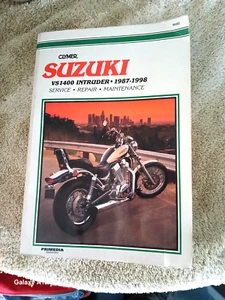 CLYMER
SUZUKI
VS1400 INTRUDER • 1987-1998
SERVICE • REPAIR • MAINTENANCE
PRIMEDIA